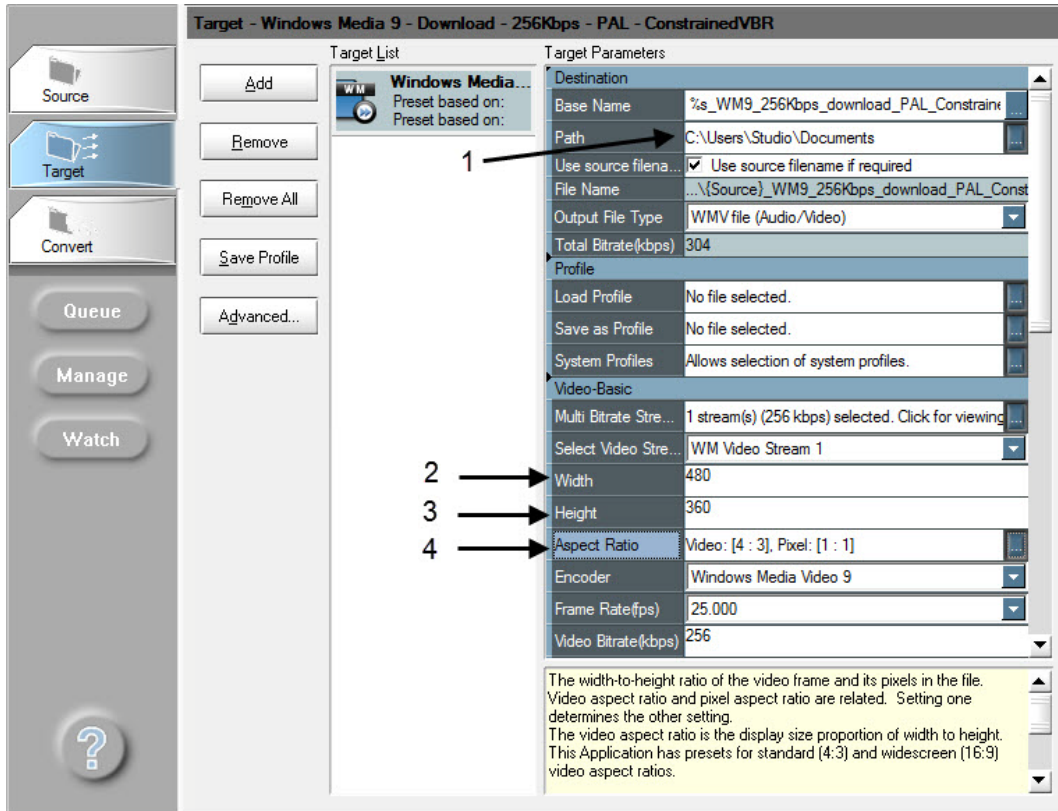 Target - Windows Media 9 - Download - 256Kbps - PAL - ConstrainedVBR
Source
Target
Convert
Queue
Manage
Watch
?
Add
Remove
Remove All
Save Profile
Advanced...
Target List
WM
Windows Media...
Preset based on:
Preset based on:
Target Parameters
Destination
Base Name %s_WM9_256Kbps_download_PAL_Constraine ...
1
Path C:\Users\Studio\Documents ...
Use source filena... Use source filename if required
File Name ...\{Source}_WM9_256Kbps_download_PAL_Const
Output File Type WMV file (Audio/Video)
Total Bitrate(kbps) 304
Profile
Load Profile No file selected. ...
Save as Profile No file selected. ...
System Profiles Allows selection of system profiles. ...
Video-Basic
Multi Bitrate Stre... 1 stream(s) (256 kbps) selected. Click for viewing ...
Select Video Stre... WM Video Stream 1
2 Width 480
3 Height 360
4 Aspect Ratio Video: [4 : 3], Pixel: [1 : 1] ...
Encoder Windows Media Video 9
Frame Rate(fps) 25.000
Video Bitrate(kbps) 256
The width-to-height ratio of the video frame and its pixels in the file.
Video aspect ratio and pixel aspect ratio are related. Setting one
determines the other setting.
The video aspect ratio is the display size proportion of width to height.
This Application has presets for standard (4:3) and widescreen (16:9)
video aspect ratios.